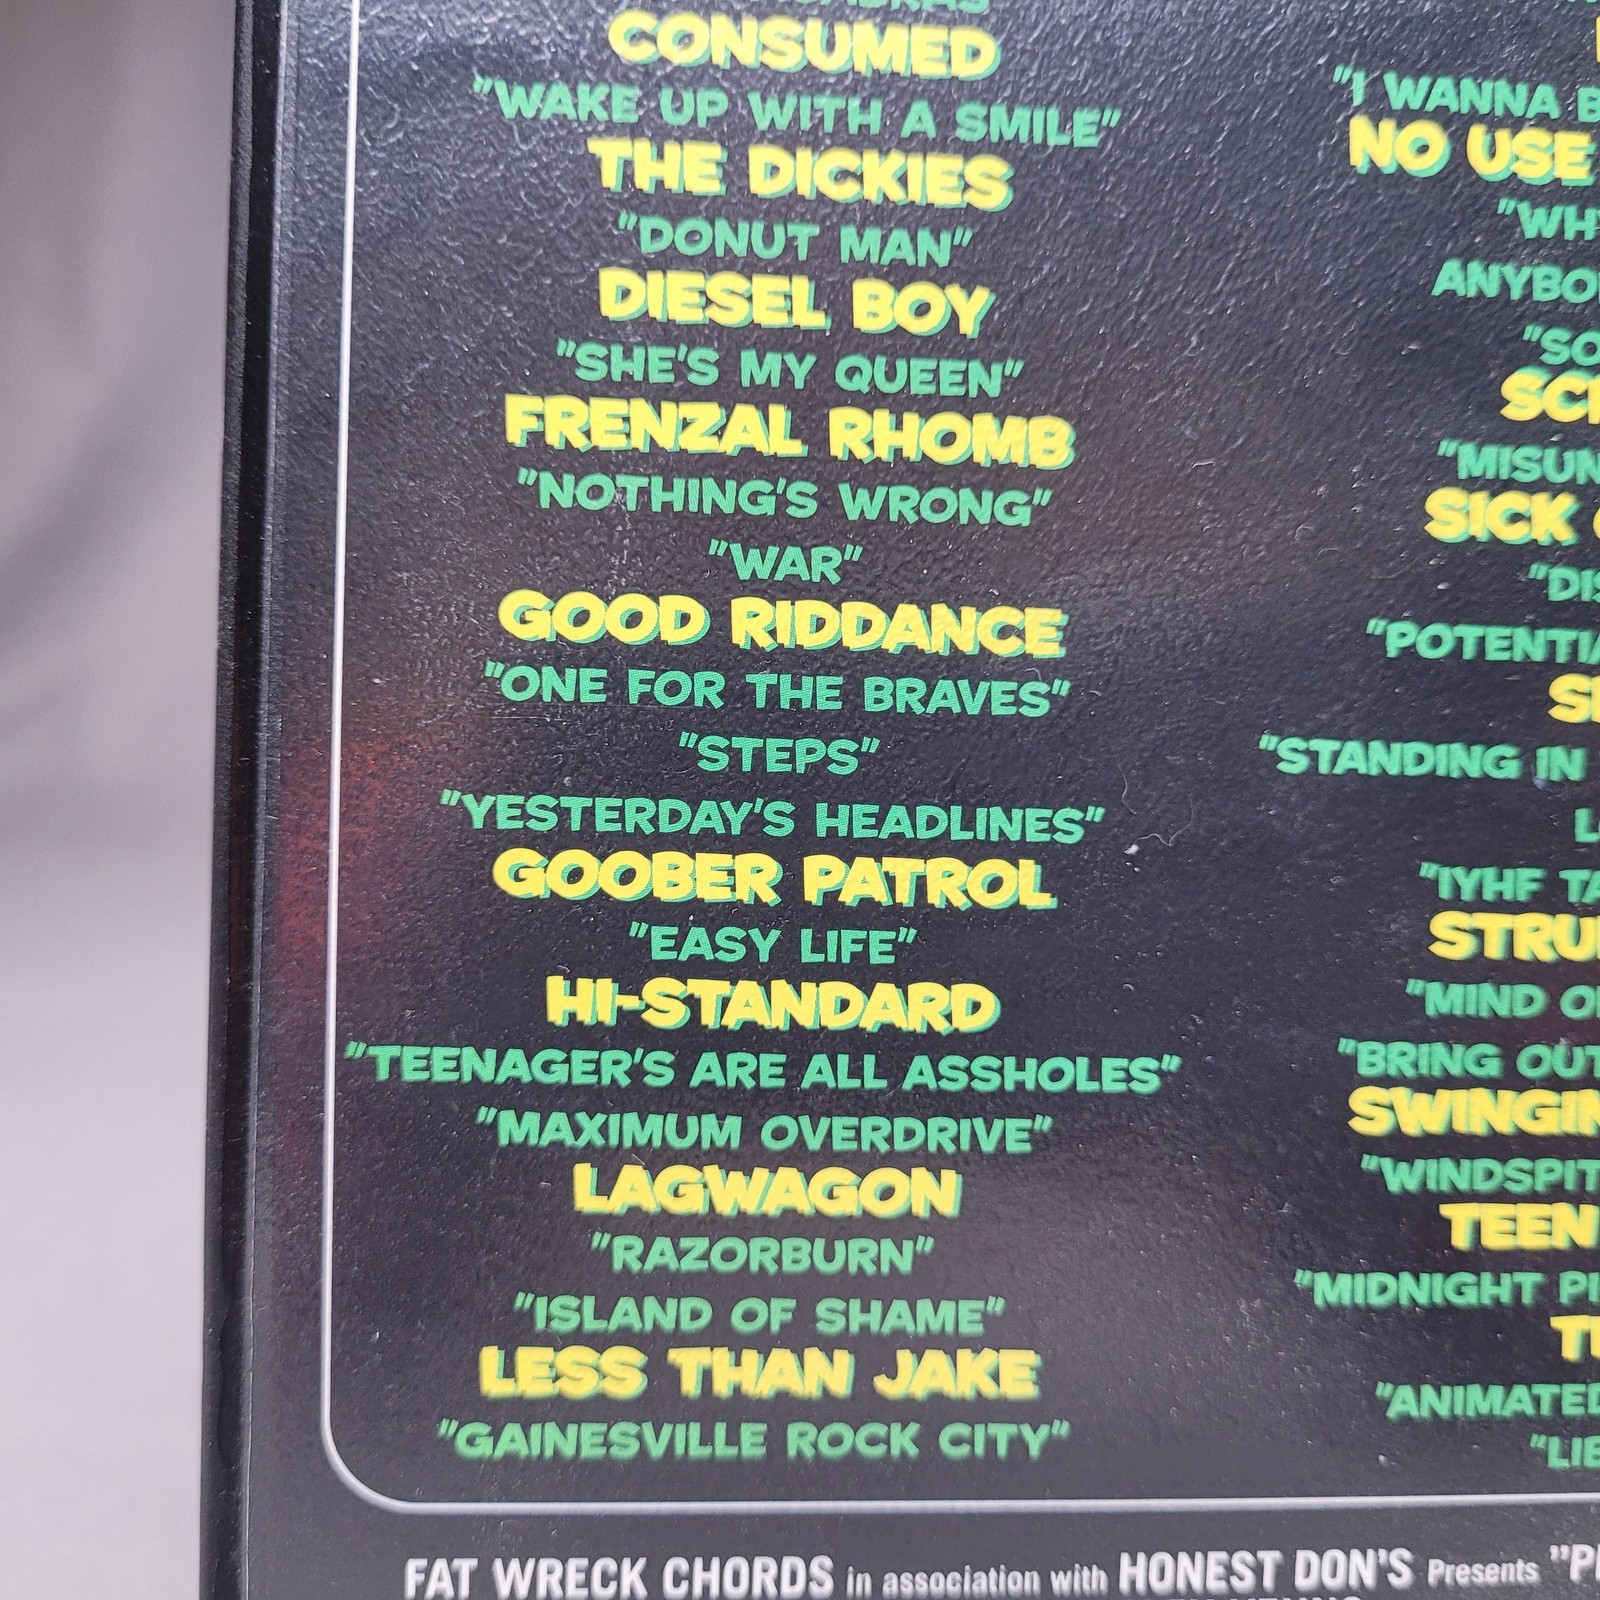 CONSUMED
"WAKE UP WITH A SMILE"
THE DICKIES
"DONUT MAN"
DIESEL BOY
"SHE'S MY QUEEN"
FRENZAL RHOMB
"NOTHING'S WRONG"
"WAR"
GOOD RIDDANCE
"ONE FOR THE BRAVES"
"STEPS"
"YESTERDAY'S HEADLINES"
GOOBER PATROL
"EASY LIFE"
HI-STANDARD
"TEENAGER'S ARE ALL ASSHOLES"
"MAXIMUM OVERDRIVE"
LAGWAGON
"RAZORBURN"
"ISLAND OF SHAME"
LESS THAN JAKE
"GAINESVILLE ROCK CITY"
"I WANNA
NO USE
"STANDING IN
"MIND
"BRING OUT
TEEN
"MIDNIGHT
FAT WRECK CHORDS in association with HONEST DON'S Presents